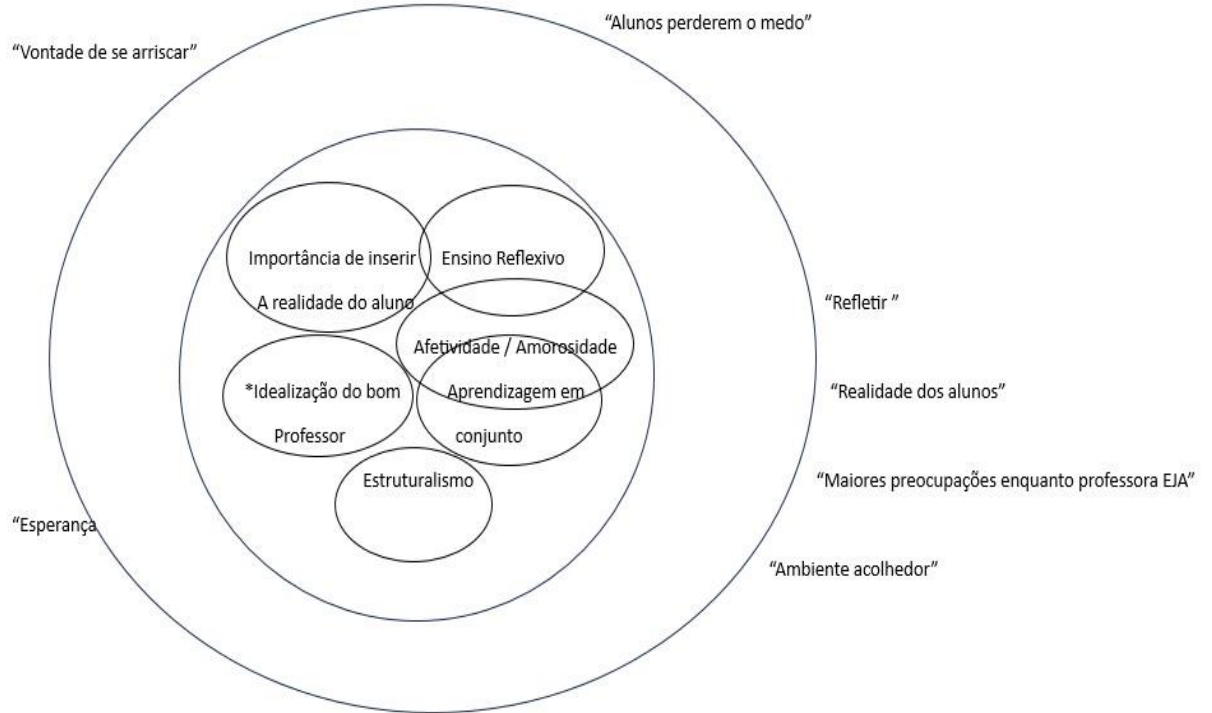 “Alunos perderem o medo”
“Vontade de se arriscar”
Importância de inserir
A realidade do aluno
Ensino Reflexivo
“Refletir ”
Afetividade / Amorosidade
*Idealização do bom
Professor
Aprendizagem em
conjunto
“Realidade dos alunos”
Estruturalismo
“Maiores preocupações enquanto professora EJA”
“Esperança
“Ambiente acolhedor”